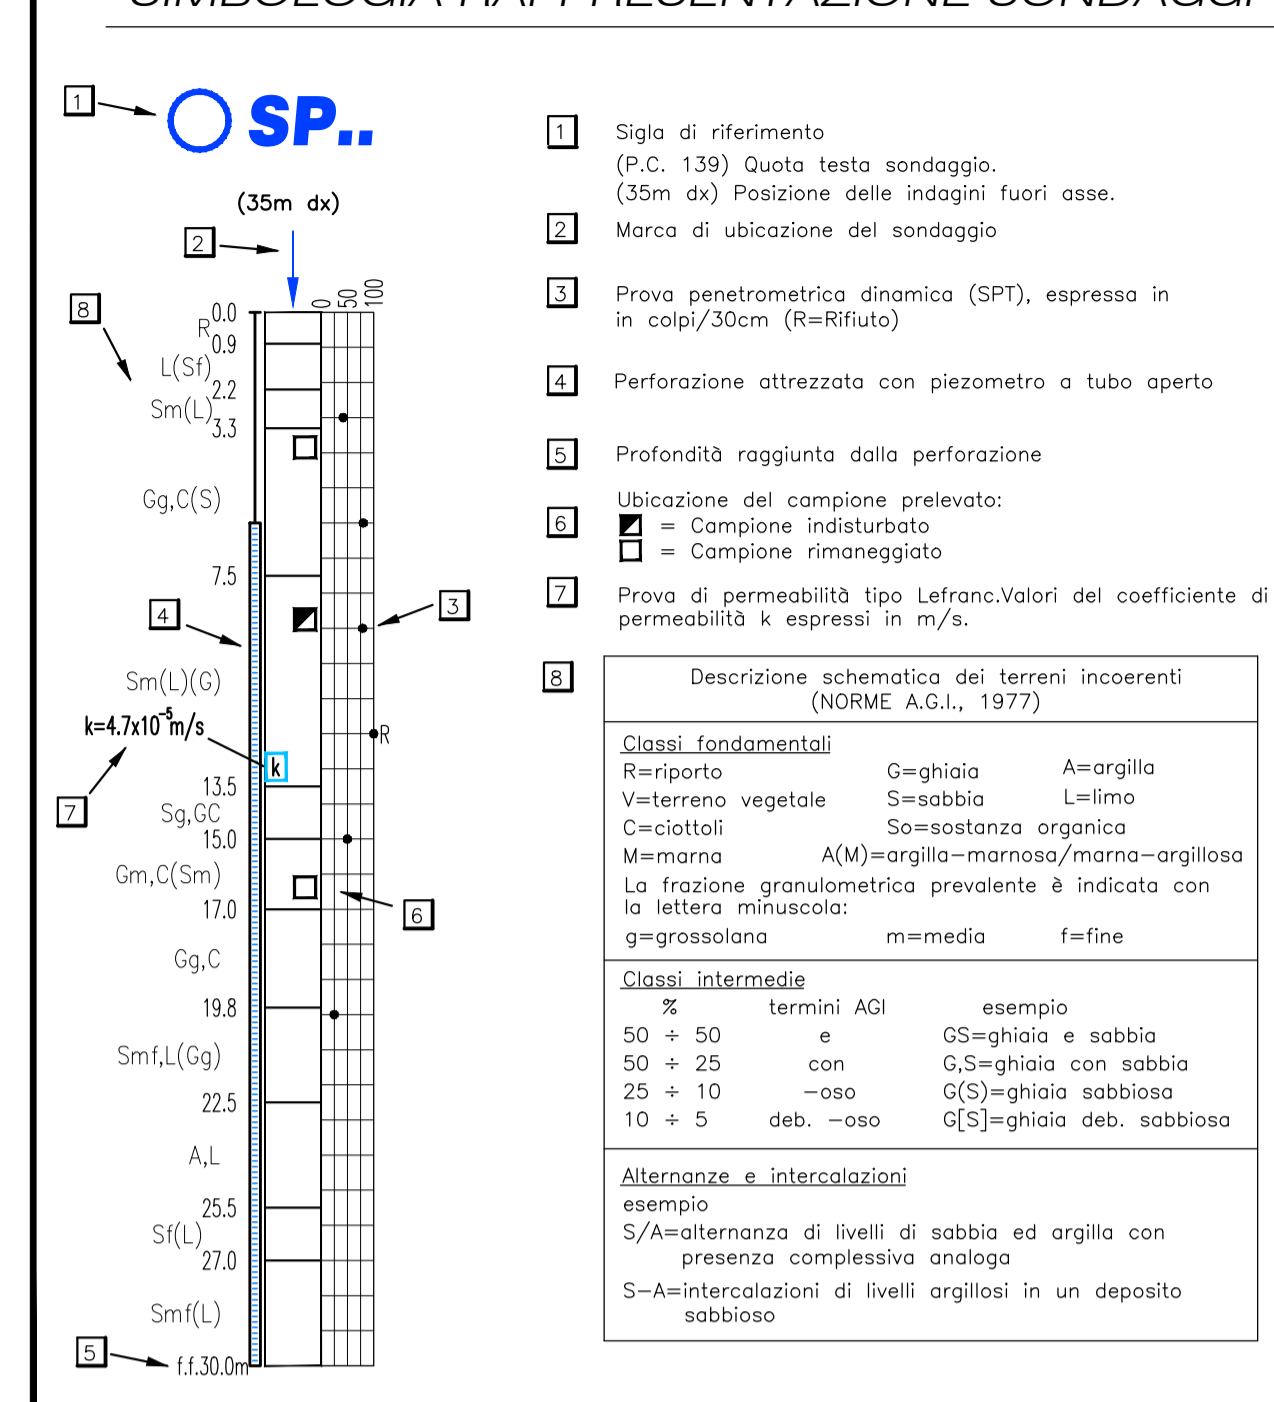 SIMBOLOGIA RAPPRESENTAZIONE SONDAGGI
1
SP..
(35m dx)
2
0 50 100
8
0.0
R
0.9
L(Sf)
2.2
Sm(L)
3.3
Gg,C(S)
7.5
4
3
Sm(L)(G)
k=4.7x10⁻⁵m/s
R
k
13.5
7
Sg,GC
15.0
Gm,C(Sm)
6
17.0
Gg,C
19.8
Smf,L(Gg)
22.5
A,L
25.5
Sf(L)
27.0
Smf(L)
5
f.f.30.0m
1 Sigla di riferimento
(P.C. 139) Quota testa sondaggio.
(35m dx) Posizione delle indagini fuori asse.
2 Marca di ubicazione del sondaggio
3 Prova penetrometrica dinamica (SPT), espressa in
in colpi/30cm (R=Rifiuto)
4 Perforazione attrezzata con piezometro a tubo aperto
5 Profondità raggiunta dalla perforazione
6 Ubicazione del campione prelevato:
= Campione indisturbato
= Campione rimaneggiato
7 Prova di permeabilità tipo Lefranc.Valori del coefficiente di
permeabilità k espressi in m/s.
8 Descrizione schematica dei terreni incoerenti
(NORME A.G.I., 1977)
Classi fondamentali
R=riporto G=ghiaia A=argilla
V=terreno vegetale S=sabbia L=limo
C=ciottoli So=sostanza organica
M=marna A(M)=argilla-marnosa/marna-argillosa
La frazione granulometrica prevalente è indicata con
la lettera minuscola:
g=grossolana m=media f=fine
Classi intermedie
% termini AGI esempio
50 ÷ 50 e GS=ghiaia e sabbia
50 ÷ 25 con G,S=ghiaia con sabbia
25 ÷ 10 -oso G(S)=ghiaia sabbiosa
10 ÷ 5 deb. -oso G[S]=ghiaia deb. sabbiosa
Alternanze e intercalazioni
esempio
S/A=alternanza di livelli di sabbia ed argilla con
presenza complessiva analoga
S-A=intercalazioni di livelli argillosi in un deposito
sabbioso